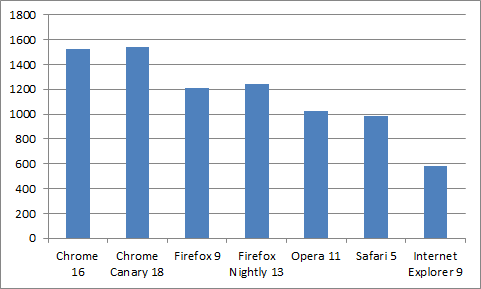 1800
1600
1400
1200
1000
800
600
400
200
0
Chrome 16
Chrome Canary 18
Firefox 9
Firefox Nightly 13
Opera 11
Safari 5
Internet Explorer 9